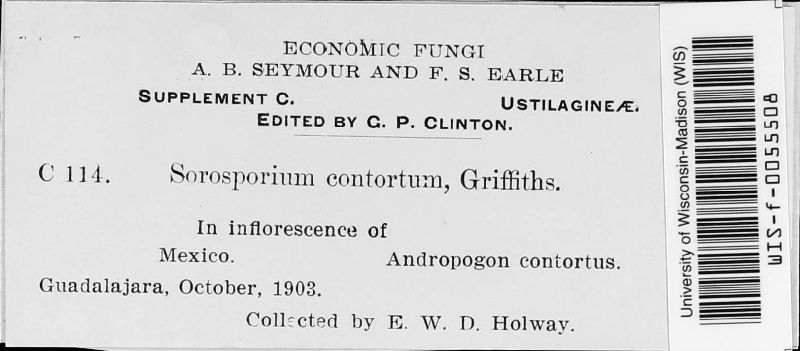 ECONOMIC FUNGI
A. B. SEYMOUR AND F. S. EARLE
SUPPLEMENT C. USTILAGINEÆ.
EDITED BY G. P. CLINTON.
C 114. Sorosporium contortum, Griffiths.
In inflorescence of
Mexico. Andropogon contortus.
Guadalajara, October, 1903.
Collected by E. W. D. Holway.
University of Wisconsin-Madison (WIS)
WIS-f-0055508